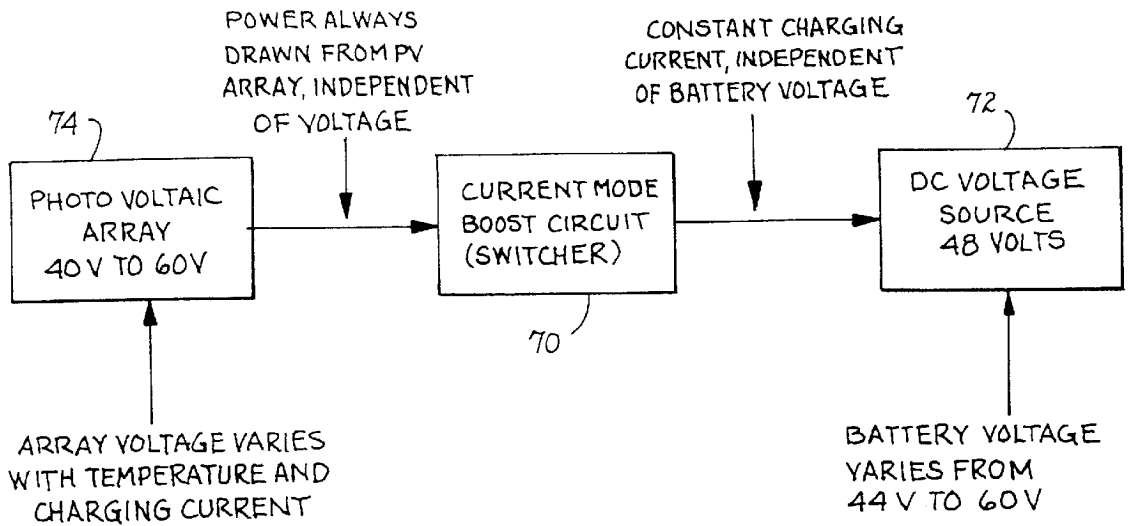 POWER ALWAYS
DRAWN FROM PV
ARRAY, INDEPENDENT
OF VOLTAGE
CONSTANT CHARGING
CURRENT, INDEPENDENT
OF BATTERY VOLTAGE
74
72
PHOTO VOLTAIC
ARRAY
40V TO 60V
CURRENT MODE
BOOST CIRCUIT
(SWITCHER)
DC VOLTAGE
SOURCE
48 VOLTS
70
ARRAY VOLTAGE VARIES
WITH TEMPERATURE AND
CHARGING CURRENT
BATTERY VOLTAGE
VARIES FROM
44V TO 60V